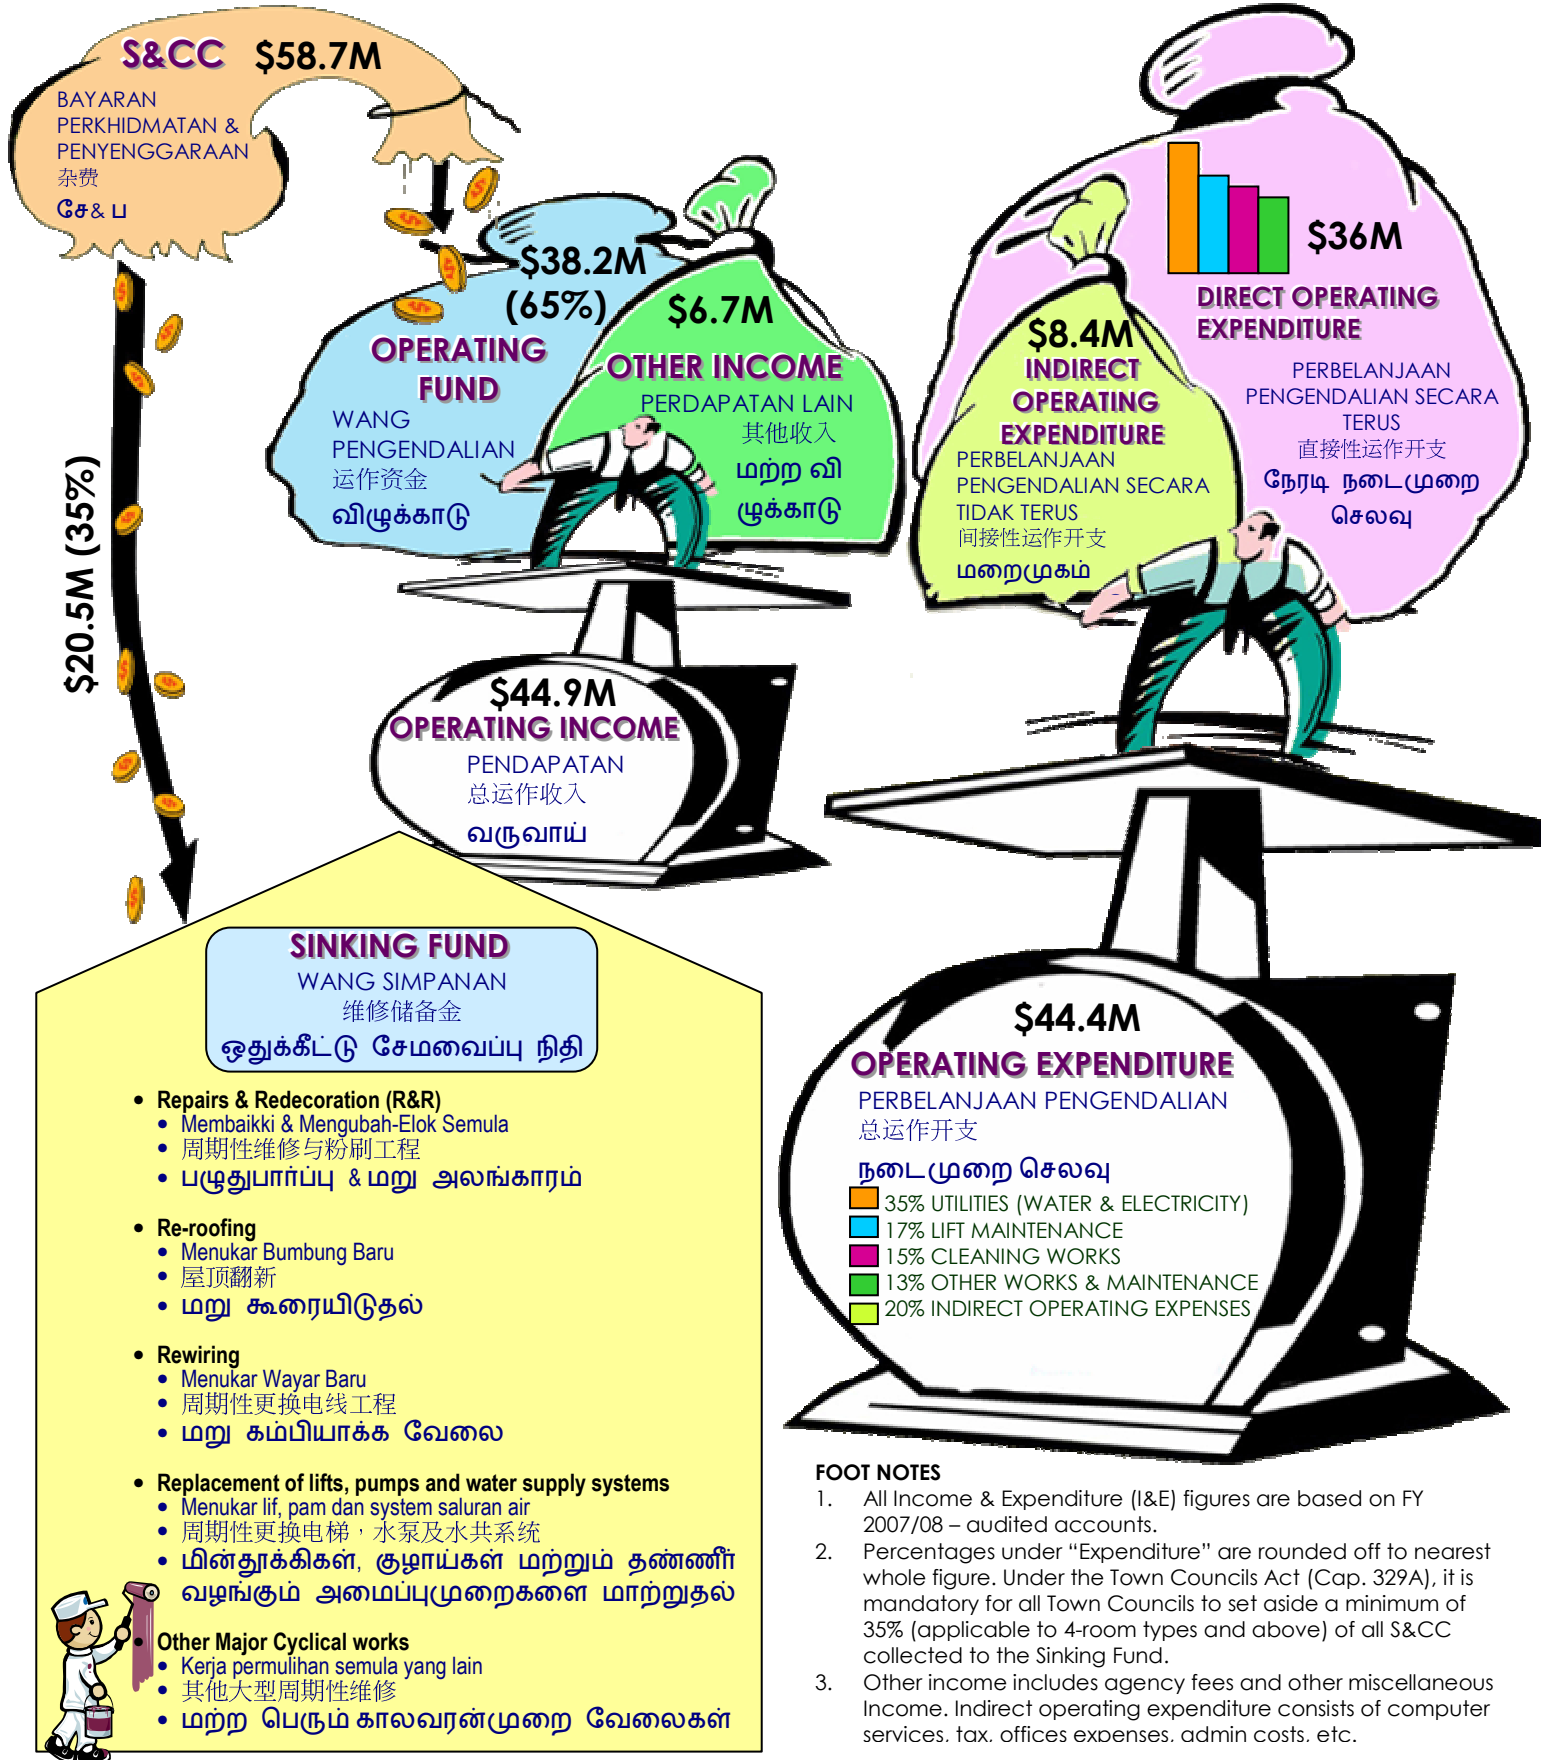 S&CC $58.7M
BAYARAN
PERKHIDMATAN &
PENYENGGARAAN
杂费
சே& ப
$20.5M (35%)
$38.2M
(65%)
OPERATING
FUND
WANG
PENGENDALIAN
运作资金
விழுக்காடு
$6.7M
OTHER INCOME
PERDAPATAN LAIN
其他收入
மற்ற வி
ழுக்காடு
$44.9M
OPERATING INCOME
PENDAPATAN
总运作收入
வருவாய்
$36M
DIRECT OPERATING
EXPENDITURE
PERBELANJAAN
PENGENDALIAN SECARA
TERUS
直接性运作开支
நேரடி நடைமுறை
செலவு
$8.4M
INDIRECT
OPERATING
EXPENDITURE
PERBELANJAAN
PENGENDALIAN SECARA
TIDAK TERUS
间接性运作开支
மறைமுகம்
$44.4M
OPERATING EXPENDITURE
PERBELANJAAN PENGENDALIAN
总运作开支
நடைமுறை செலவு
35% UTILITIES (WATER & ELECTRICITY)
17% LIFT MAINTENANCE
15% CLEANING WORKS
13% OTHER WORKS & MAINTENANCE
20% INDIRECT OPERATING EXPENSES
SINKING FUND
WANG SIMPANAN
维修储备金
ஒதுக்கீட்டு சேமவைப்பு நிதி
• Repairs & Redecoration (R&R)
• Membaikki & Mengubah-Elok Semula
• 周期性维修与粉刷工程
• பழுதுபார்ப்பு & மறு அலங்காரம்
• Re-roofing
• Menukar Bumbung Baru
• 屋顶翻新
• மறு கூரையிடுதல்
• Rewiring
• Menukar Wayar Baru
• 周期性更换电线工程
• மறு கம்பியாக்க வேலை
• Replacement of lifts, pumps and water supply systems
• Menukar lif, pam dan system saluran air
• 周期性更换电梯，水泵及水共系统
• மின்தூக்கிகள், குழாய்கள் மற்றும் தண்ணீர்
வழங்கும் அமைப்புமுறைகளை மாற்றுதல்
• Other Major Cyclical works
• Kerja permulihan semula yang lain
• 其他大型周期性维修
• மற்ற பெரும் காலவரன்முறை வேலைகள்
FOOT NOTES
1. All Income & Expenditure (I&E) figures are based on FY
2007/08 – audited accounts.
2. Percentages under “Expenditure” are rounded off to nearest
whole figure. Under the Town Councils Act (Cap. 329A), it is
mandatory for all Town Councils to set aside a minimum of
35% (applicable to 4-room types and above) of all S&CC
collected to the Sinking Fund.
3. Other income includes agency fees and other miscellaneous
Income. Indirect operating expenditure consists of computer
services, tax, offices expenses, admin costs, etc.